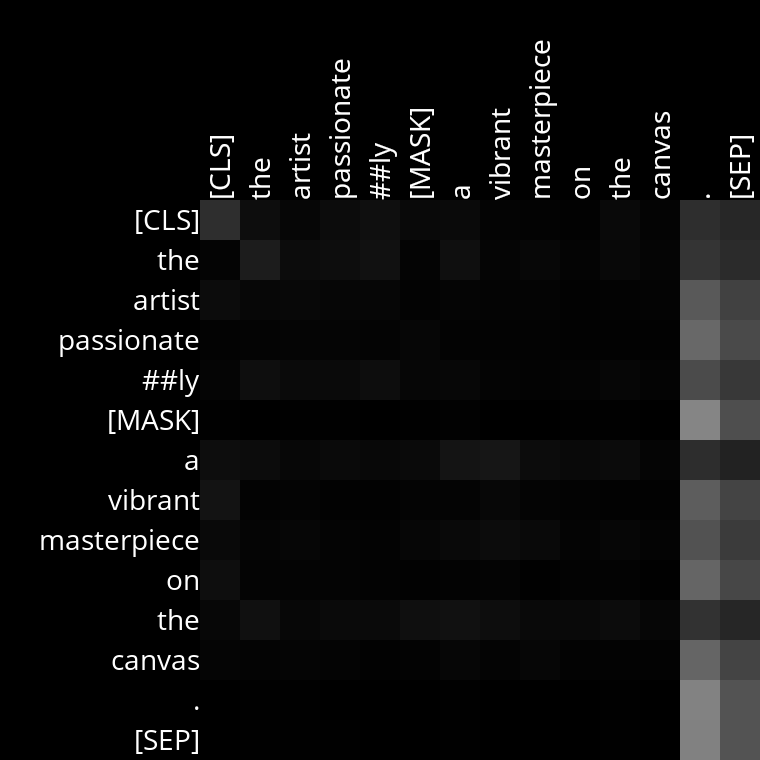 [CLS] the artist passionate ##ly [MASK] a vibrant masterpiece on the canvas . [SEP]
[CLS]
the
artist
passionate
##ly
[MASK]
a
vibrant
masterpiece
on
the
canvas
.
[SEP]